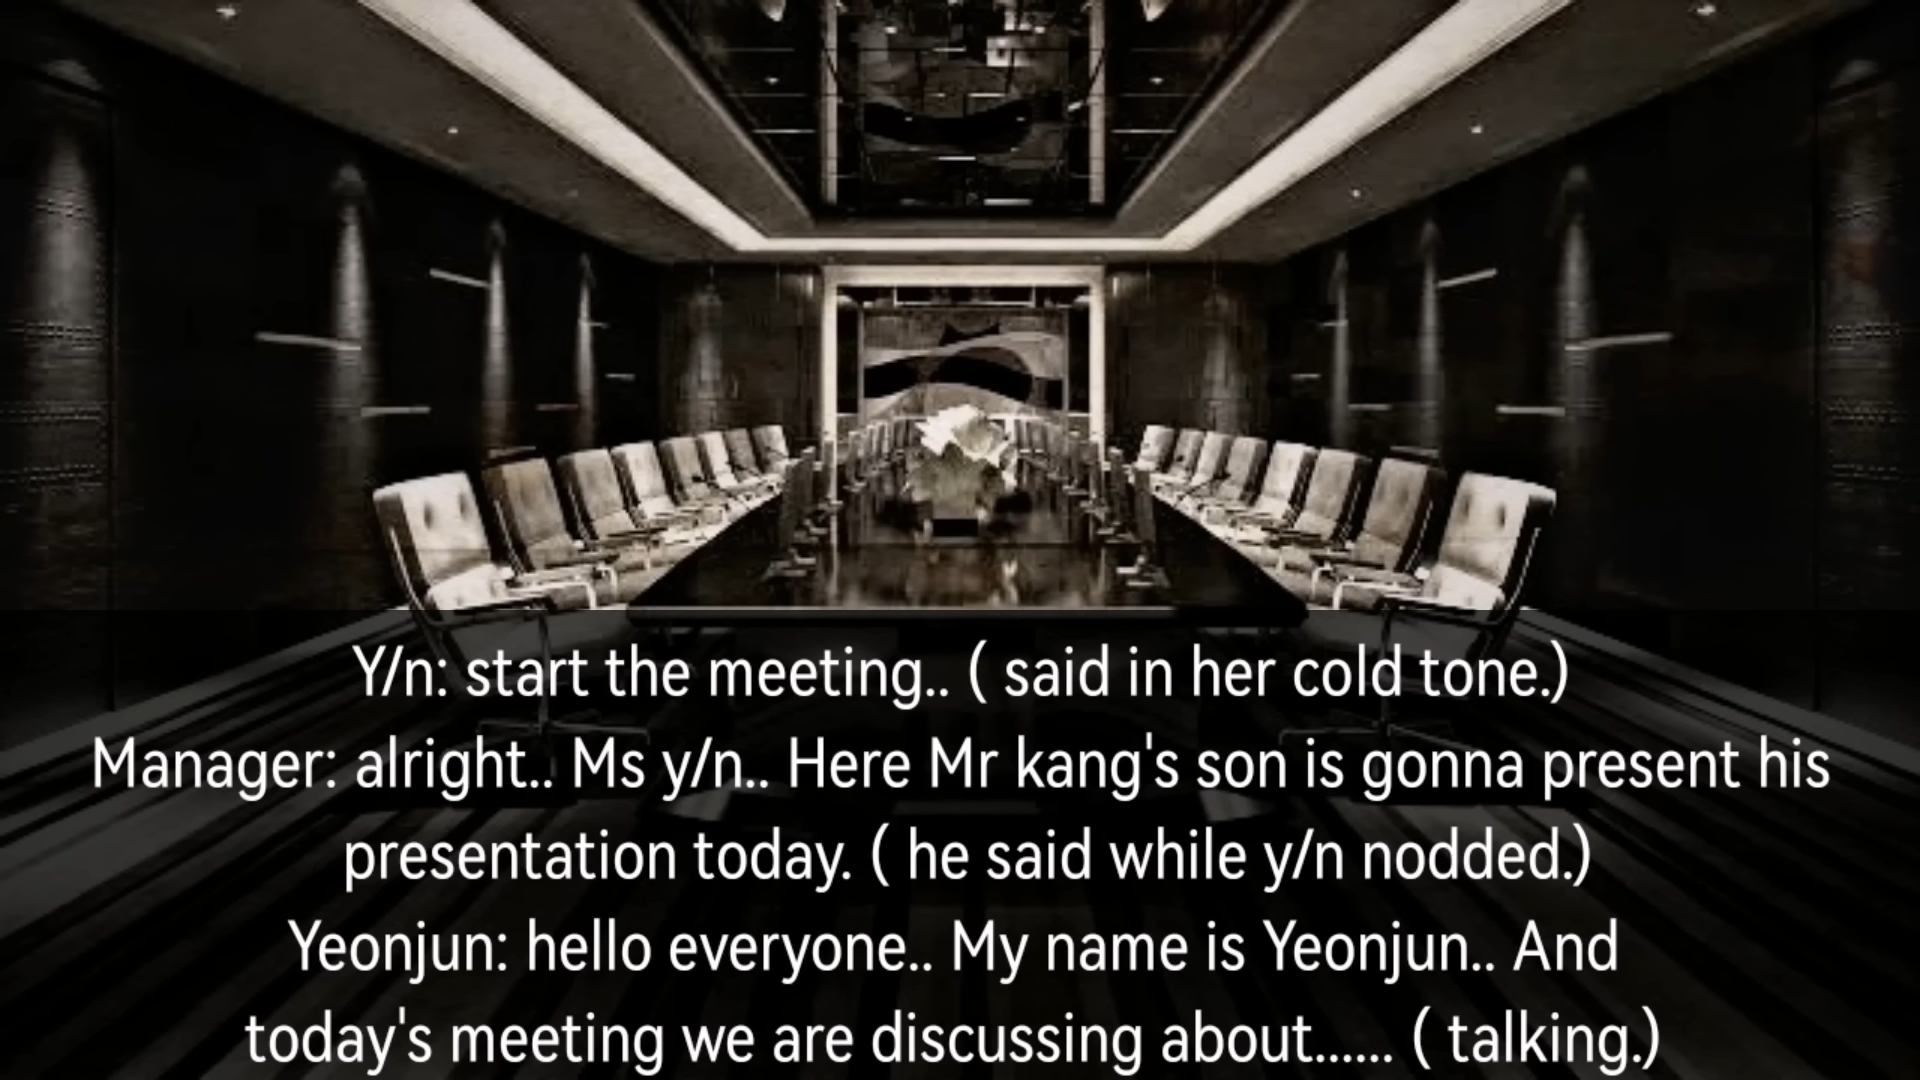 Y/n: start the meeting.. ( said in her cold tone.)
Manager: alright.. Ms y/n.. Here Mr kang's son is gonna present his
presentation today. ( he said while y/n nodded.)
Yeonjun: hello everyone.. My name is Yeonjun.. And
today's meeting we are discussing about...... ( talking.)